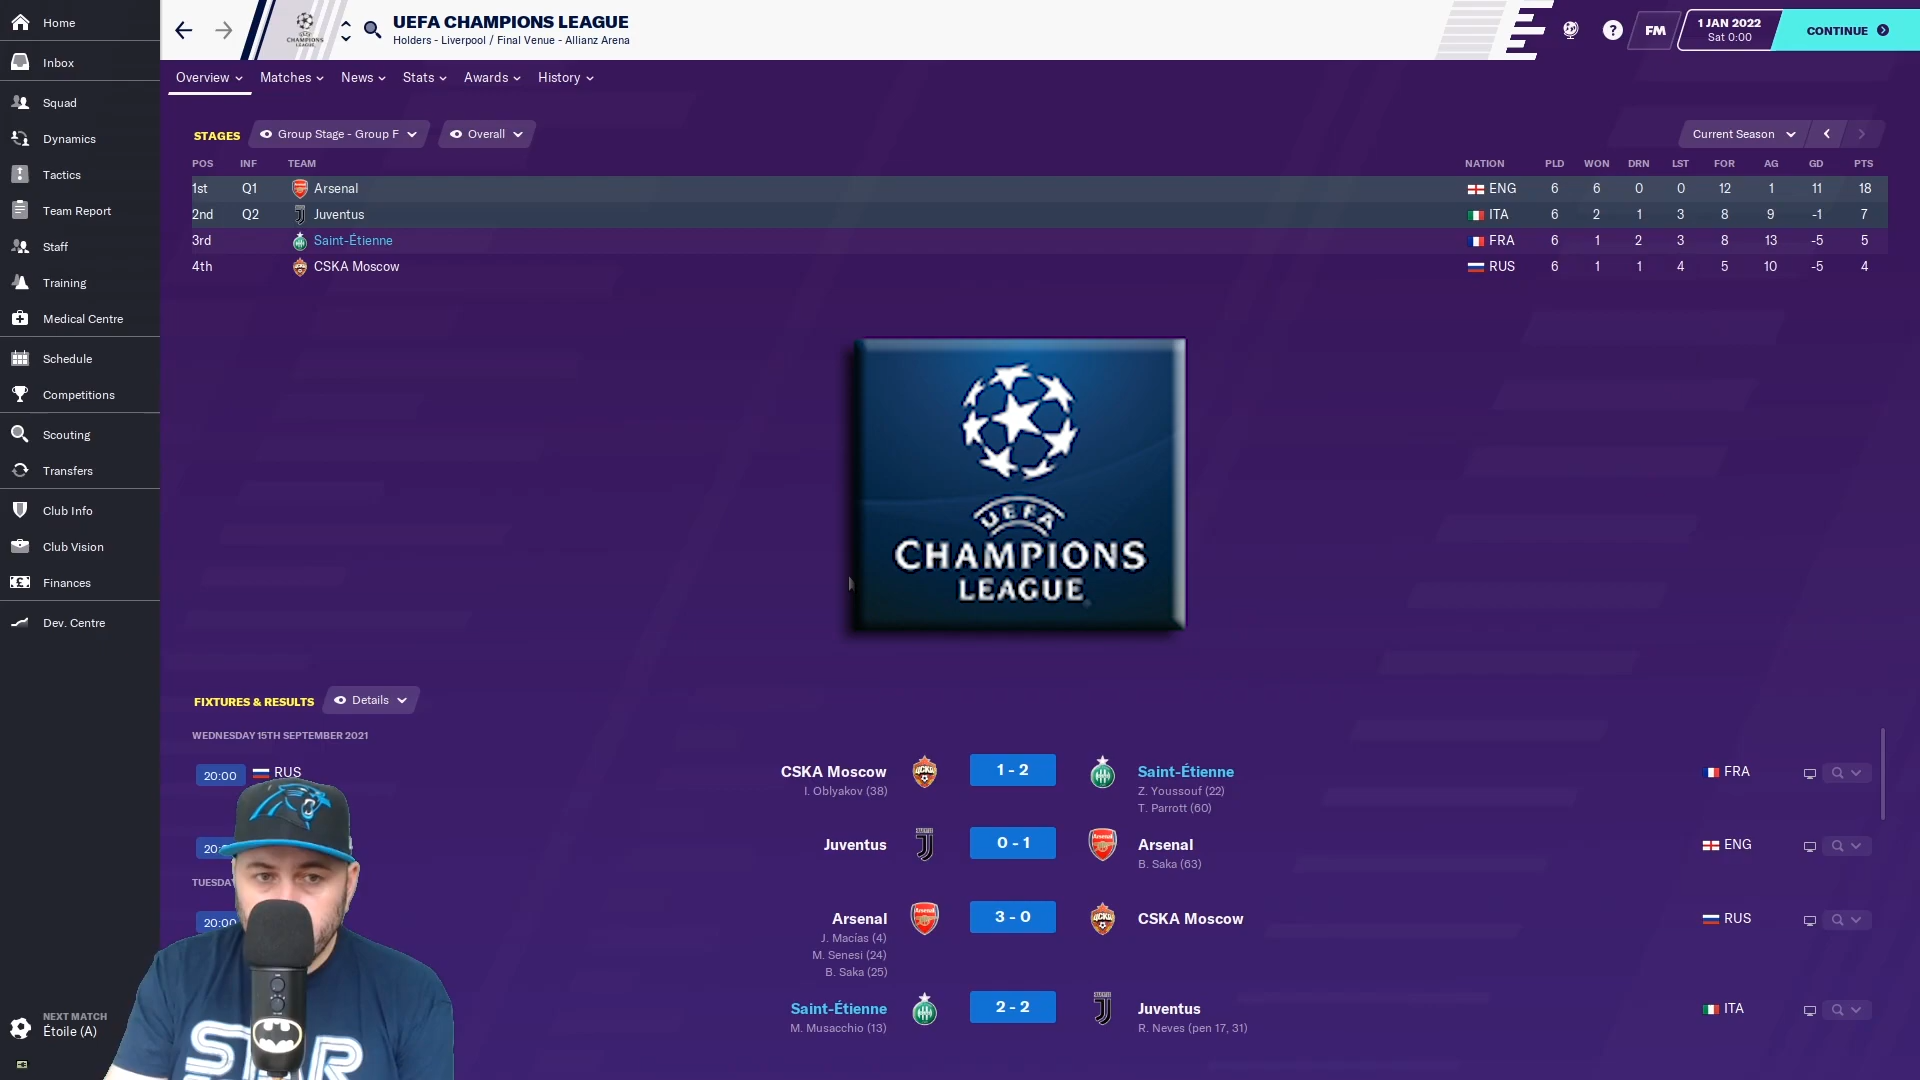 Home
Inbox
Squad
Dynamics
Tactics
Team Report
Staff
Training
Medical Centre
Schedule
Competitions
Scouting
Transfers
Club Info
Club Vision
Finances
Dev. Centre
NEXT MATCH
Étoile (A)
CHAMPIONS
UEFA CHAMPIONS LEAGUE
Holders - Liverpool / Final Venue - Allianz Arena
?
FM
1 JAN 2022
Sat 0:00
CONTINUE
Overview Matches News Stats Awards History
STAGES Group Stage - Group F Overall Current Season
POS INF TEAM NATION PLD WON DRN LST FOR AG GD PTS
1st Q1 Arsenal ENG 6 6 0 0 12 1 11 18
2nd Q2 Juventus ITA 6 2 1 3 8 9 -1 7
3rd Saint-Étienne FRA 6 1 2 3 8 13 -5 5
4th CSKA Moscow RUS 6 1 1 4 5 10 -5 4
UEFA
CHAMPIONS
LEAGUE
FIXTURES & RESULTS Details
WEDNESDAY 15TH SEPTEMBER 2021
20:00 RUS CSKA Moscow 1 - 2 Saint-Étienne FRA
I. Oblyakov (38) Z. Youssouf (22)
T. Parrott (60)
Juventus 0 - 1 Arsenal ENG
B. Saka (63)
TUESDAY
20:00 Arsenal 3 - 0 CSKA Moscow RUS
J. Macías (4)
M. Senesi (24)
B. Saka (25)
Saint-Étienne 2 - 2 Juventus ITA
M. Musacchio (13) R. Neves (pen 17, 31)
STAR